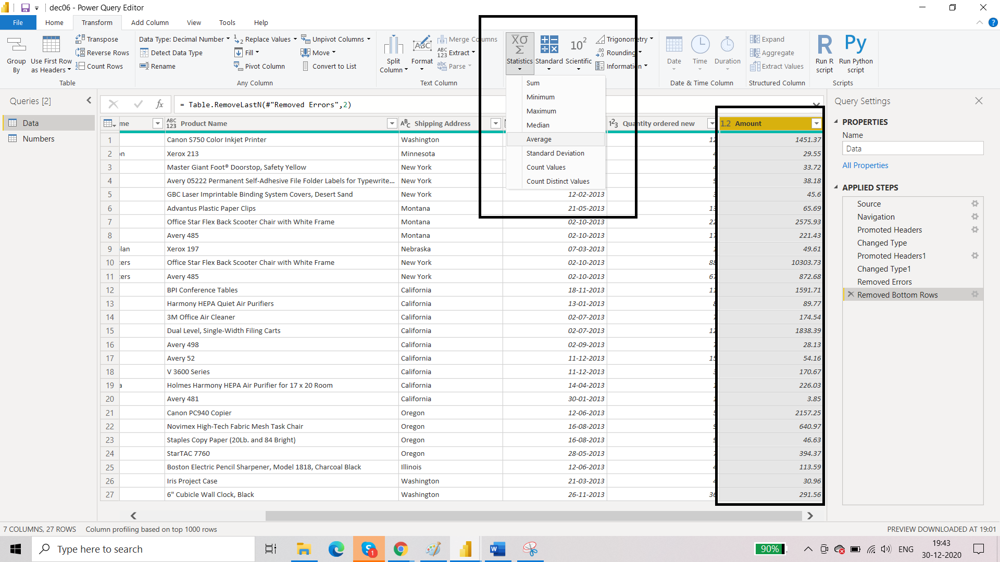 dec06 - Power Query Editor
File Home Transform Add Column View Tools Help
Group By
Use First Row as Headers
Transpose
Reverse Rows
Count Rows
Table
Data Type: Decimal Number
Detect Data Type
Rename
Replace Values
Fill
Pivot Column
Unpivot Columns
Move
Convert to List
Any Column
Split Column
Format
Merge Columns
Extract
Parse
Text Column
Statistics
Standard
Scientific
Trigonometry
Rounding
Information
Date
Time
Duration
Date & Time Column
Expand
Aggregate
Extract Values
Structured Column
Run R script
Run Python script
Scripts
Sum
Minimum
Maximum
Median
Average
Standard Deviation
Count Values
Count Distinct Values
Queries [2]
Data
Numbers
= Table.RemoveLastN(#"Removed Errors",2)
me Product Name Shipping Address Quantity ordered new 1.2 Amount
1 Canon S750 Color Inkjet Printer Washington 12 1451.37
2 on Xerox 213 Minnesota 4 29.55
3 Master Giant Foot® Doorstop, Safety Yellow New York 4 33.72
4 Avery 05222 Permanent Self-Adhesive File Folder Labels for Typewrite... New York 9 38.18
5 GBC Laser Imprintable Binding System Covers, Desert Sand New York 12-02-2013 3 45.6
6 Advantus Plastic Paper Clips Montana 21-05-2013 13 65.69
7 Office Star Flex Back Scooter Chair with White Frame Montana 02-10-2013 22 2575.93
8 Avery 485 Montana 02-10-2013 17 221.43
9 lan Xerox 197 Nebraska 07-03-2013 1 49.61
10 ters Office Star Flex Back Scooter Chair with White Frame New York 02-10-2013 88 10303.73
11 ters Avery 485 New York 02-10-2013 67 872.68
12 BPI Conference Tables California 18-11-2013 11 1591.71
13 Harmony HEPA Quiet Air Purifiers California 13-01-2013 8 89.77
14 3M Office Air Cleaner California 02-07-2013 7 174.54
15 Dual Level, Single-Width Filing Carts California 02-07-2013 12 1838.39
16 Avery 498 California 02-09-2013 7 28.13
17 Avery 52 California 11-12-2013 15 54.16
18 V 3600 Series California 11-12-2013 3 170.67
19 a Holmes Harmony HEPA Air Purifier for 17 x 20 Room California 14-04-2013 1 226.03
20 Avery 481 California 30-01-2013 1 3.85
21 Canon PC940 Copier Oregon 12-06-2013 5 2157.25
22 Novimex High-Tech Fabric Mesh Task Chair Oregon 16-08-2013 9 640.97
23 Staples Copy Paper (20Lb. and 84 Bright) Oregon 16-08-2013 9 46.63
24 StarTAC 7760 Oregon 28-05-2013 7 394.37
25 Boston Electric Pencil Sharpener, Model 1818, Charcoal Black Illinois 12-06-2013 4 113.59
26 Iris Project Case Washington 21-03-2013 4 30.96
27 6" Cubicle Wall Clock, Black Washington 26-11-2013 36 291.56
Query Settings
PROPERTIES
Name
Data
All Properties
APPLIED STEPS
Source
Navigation
Promoted Headers
Changed Type
Promoted Headers1
Changed Type1
Removed Errors
Removed Bottom Rows
7 COLUMNS, 27 ROWS Column profiling based on top 1000 rows PREVIEW DOWNLOADED AT 19:01
Type here to search
90%
ENG
19:43
30-12-2020